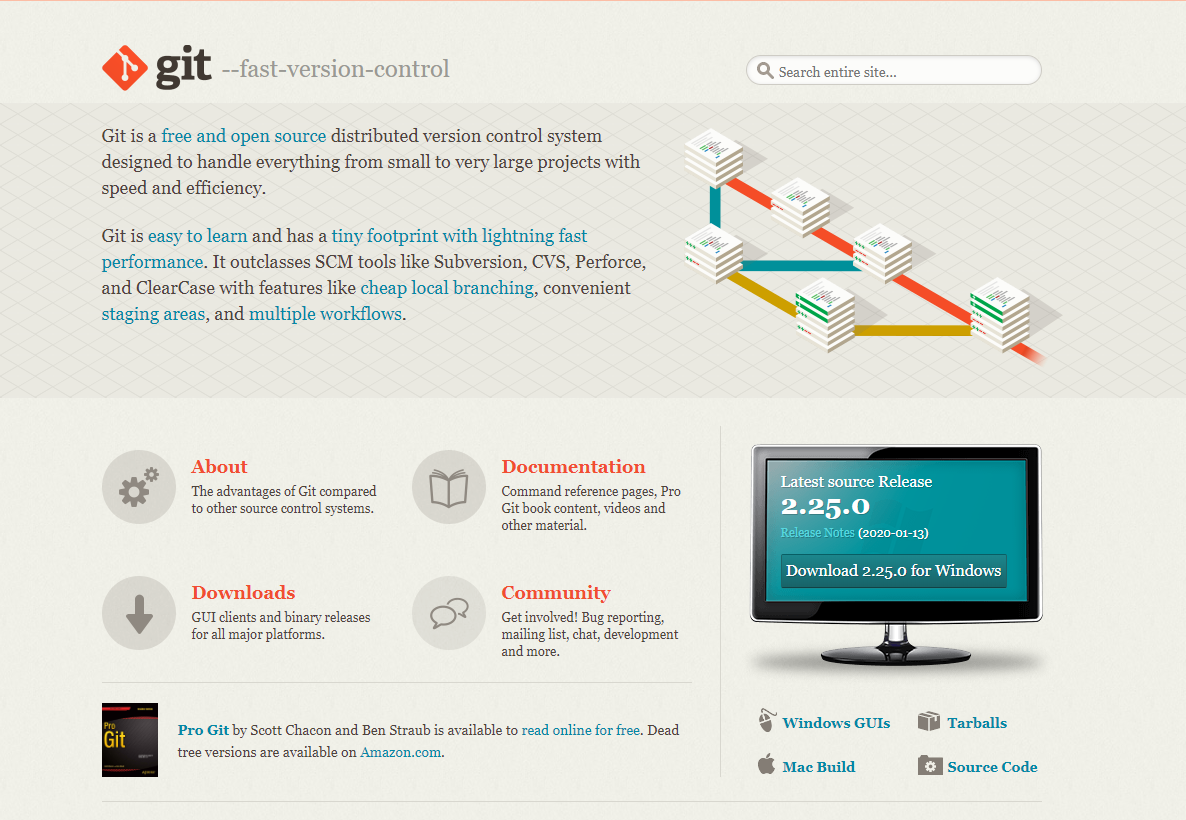 git --fast-version-control
Search entire site...
Git is a free and open source distributed version control system
designed to handle everything from small to very large projects with
speed and efficiency.
Git is easy to learn and has a tiny footprint with lightning fast
performance. It outclasses SCM tools like Subversion, CVS, Perforce,
and ClearCase with features like cheap local branching, convenient
staging areas, and multiple workflows.
About
The advantages of Git compared
to other source control systems.
Documentation
Command reference pages, Pro
Git book content, videos and
other material.
Downloads
GUI clients and binary releases
for all major platforms.
Community
Get involved! Bug reporting,
mailing list, chat, development
and more.
Pro
Git
Pro Git by Scott Chacon and Ben Straub is available to read online for free. Dead
tree versions are available on Amazon.com.
Latest source Release
2.25.0
Release Notes (2020-01-13)
Download 2.25.0 for Windows
Windows GUIs
Tarballs
Mac Build
Source Code